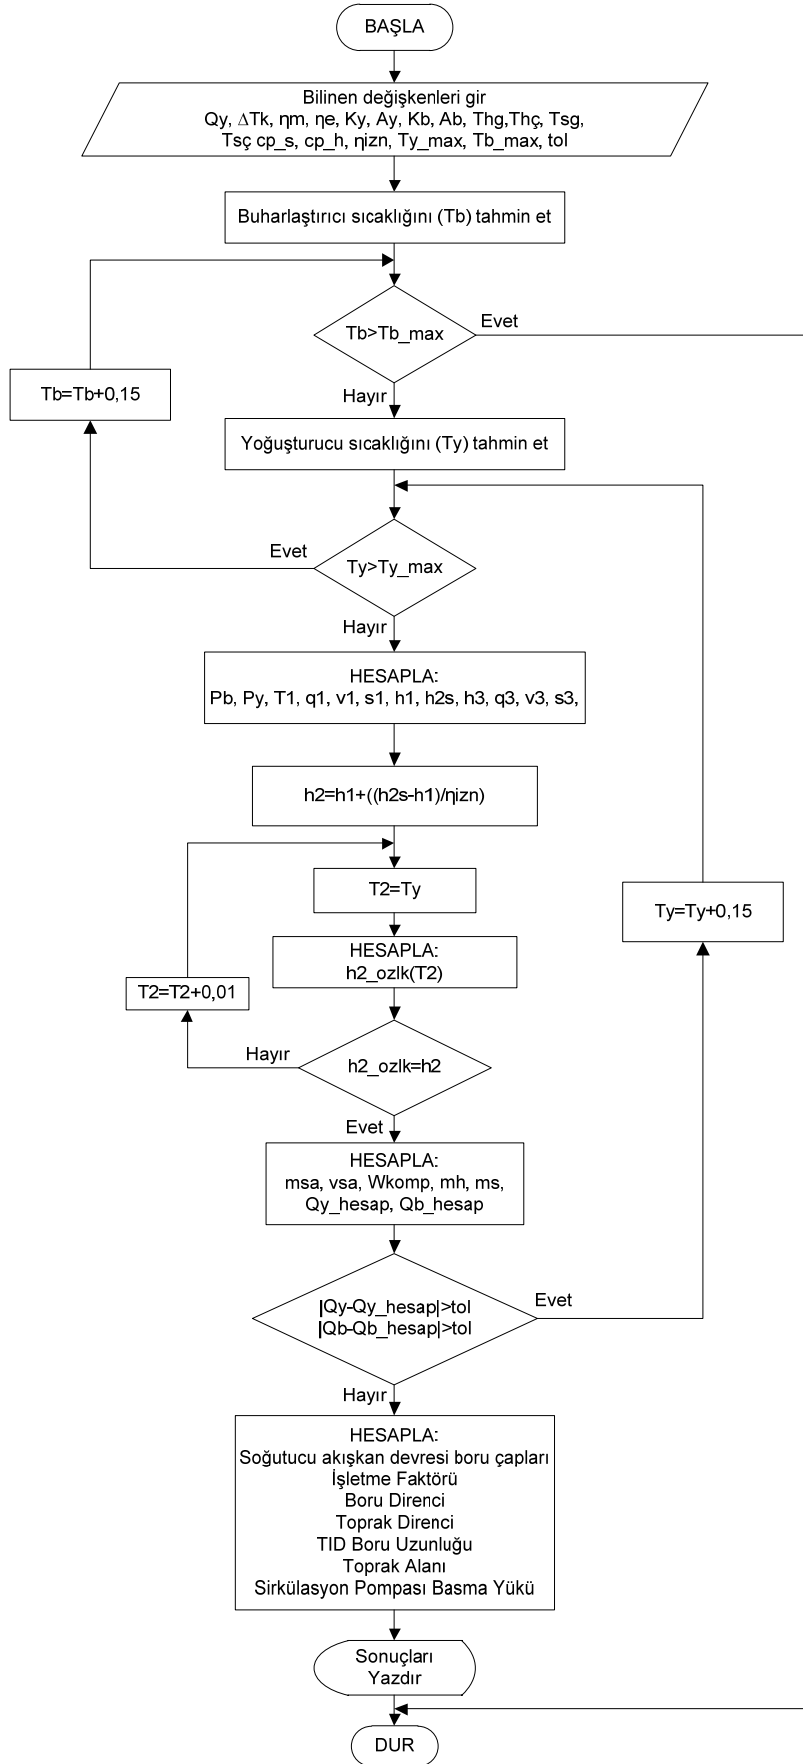 BAŞLA
Bilinen değişkenleri gir
Qy, ∆Tk, ηm, ηe, Ky, Ay, Kb, Ab, Thg,Thç, Tsg,
Tsç cp_s, cp_h, ηizn, Ty_max, Tb_max, tol
Buharlaştırıcı sıcaklığını (Tb) tahmin et
Tb>Tb_max
Evet
Tb=Tb+0,15
Hayır
Yoğuşturucu sıcaklığını (Ty) tahmin et
Evet
Ty>Ty_max
Hayır
HESAPLA:
Pb, Py, T1, q1, v1, s1, h1, h2s, h3, q3, v3, s3,
h2=h1+((h2s-h1)/ηizn)
T2=Ty
Ty=Ty+0,15
HESAPLA:
h2_ozlk(T2)
T2=T2+0,01
Hayır
h2_ozlk=h2
Evet
HESAPLA:
msa, vsa, Wkomp, mh, ms,
Qy_hesap, Qb_hesap
|Qy-Qy_hesap|>tol
|Qb-Qb_hesap|>tol
Evet
Hayır
HESAPLA:
Soğutucu akışkan devresi boru çapları
İşletme Faktörü
Boru Direnci
Toprak Direnci
TID Boru Uzunluğu
Toprak Alanı
Sirkülasyon Pompası Basma Yükü
Sonuçları
Yazdır
DUR